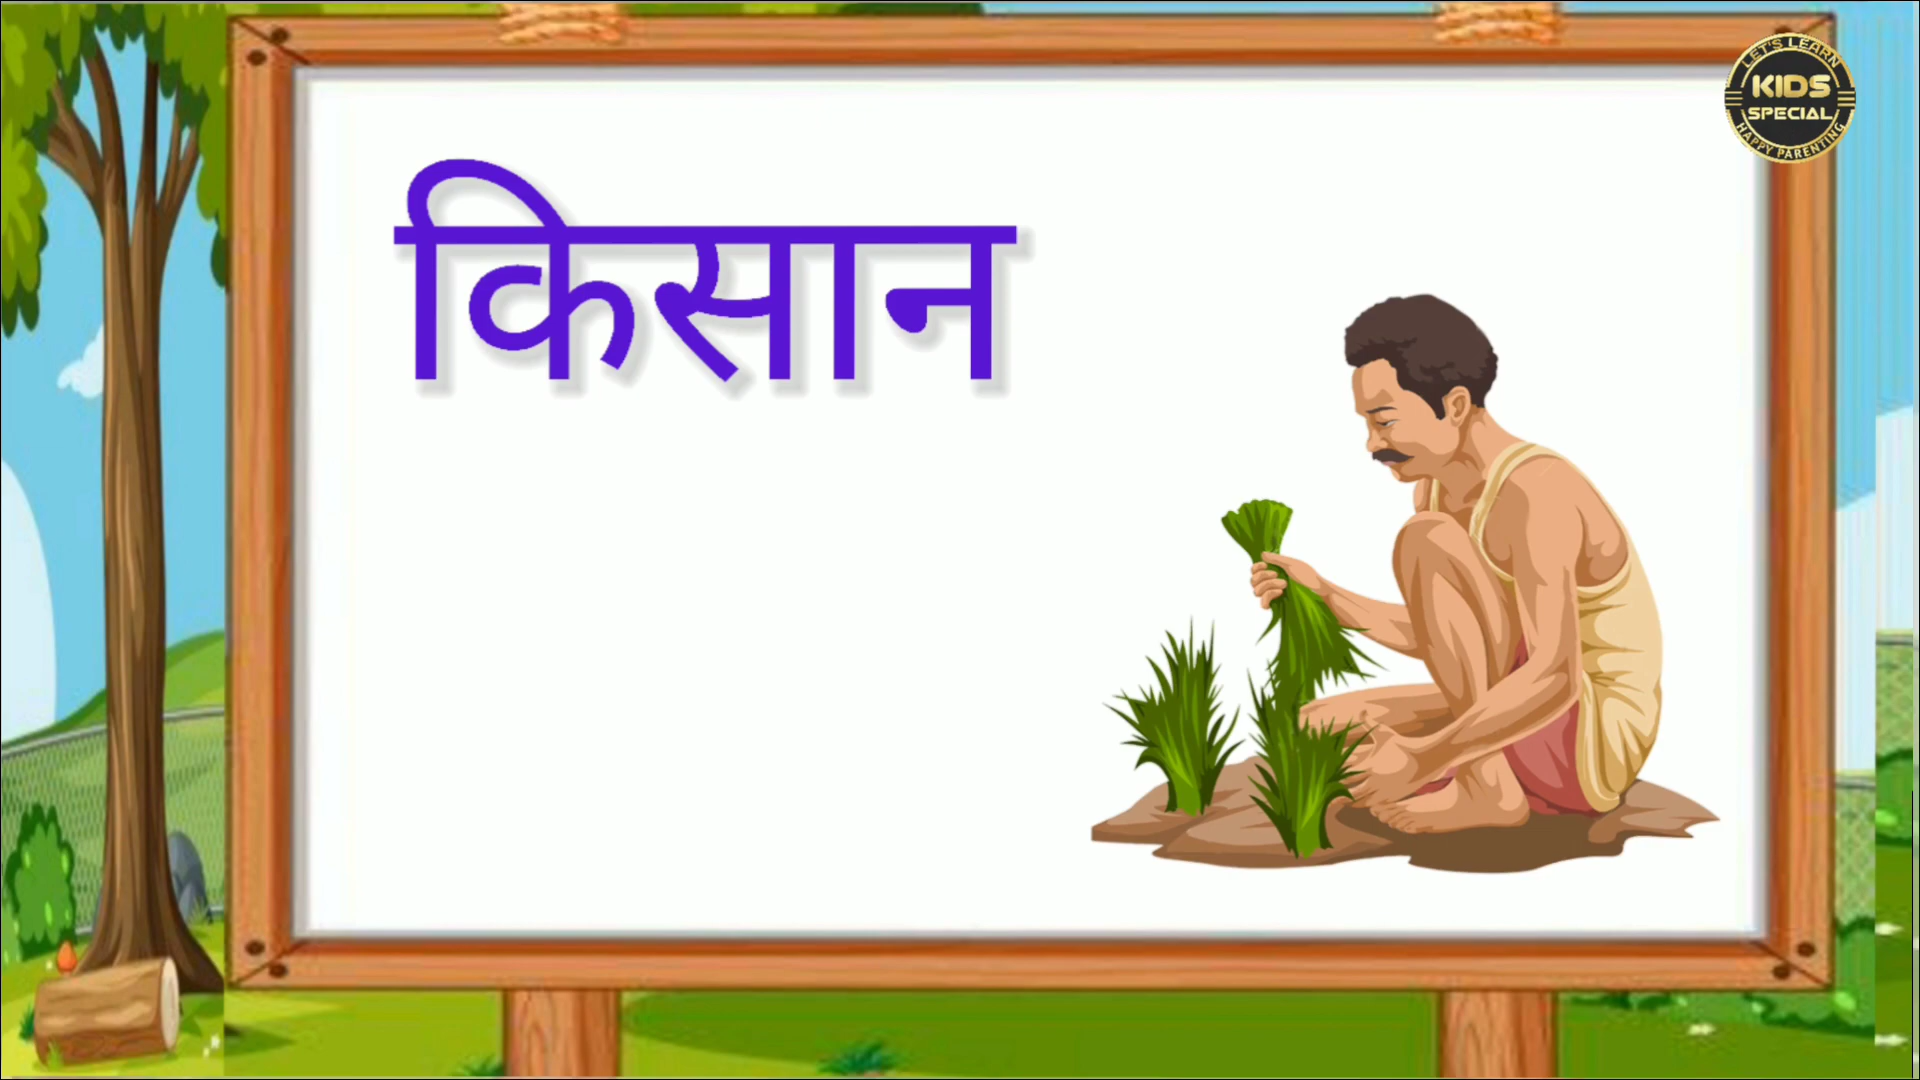 किसान
LET'S LEARN
KIDS
SPECIAL
HAPPY PARENTING